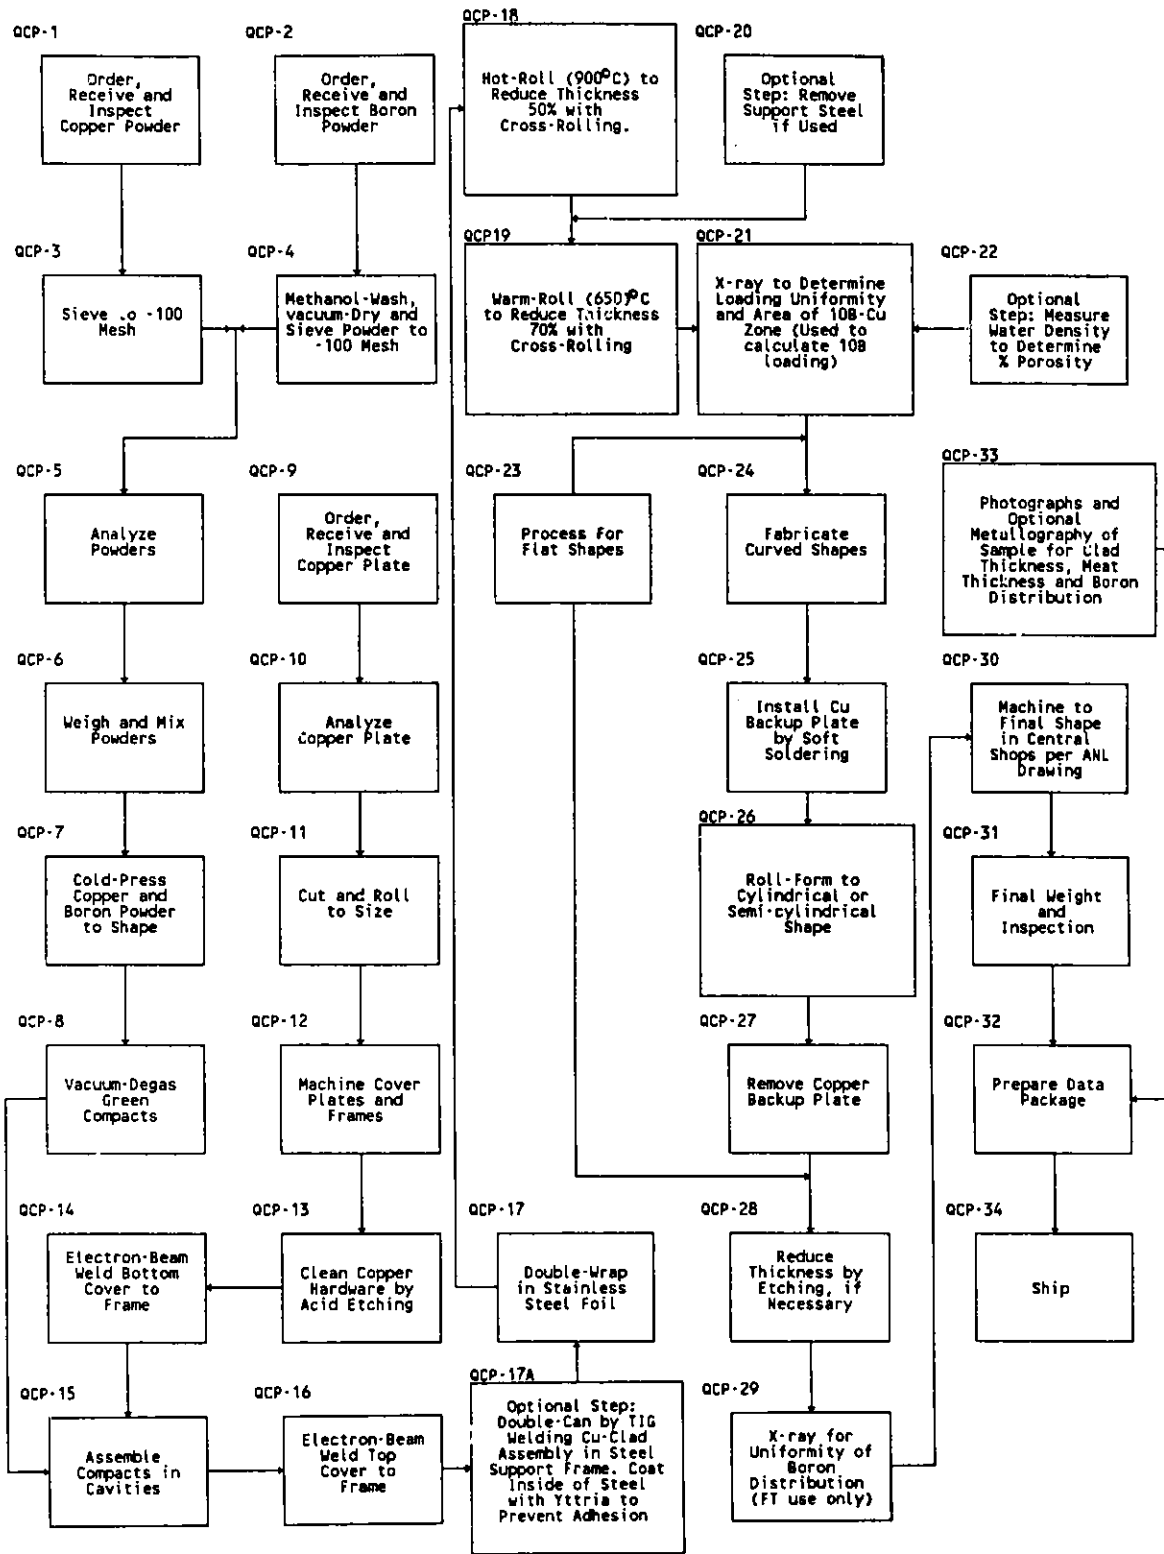 QCP-1
Order,
Receive and
Inspect
Copper Powder
QCP-2
Order,
Receive and
Inspect Boron
Powder
QCP-3
Sieve to -100
Mesh
QCP-4
Methanol-Wash,
vacuum-Dry and
Sieve Powder to
-100 Mesh
QCP-5
Analyze
Powders
QCP-6
Weigh and Mix
Powders
QCP-7
Cold-Press
Copper and
Boron Powder
to Shape
QCP-8
Vacuum-Degas
Green
Compacts
QCP-9
Order,
Receive and
Inspect
Copper Plate
QCP-10
Analyze
Copper Plate
QCP-11
Cut and Roll
to Size
QCP-12
Machine Cover
Plates and
Frames
QCP-13
Clean Copper
Hardware by
Acid Etching
QCP-14
Electron-Beam
Weld Bottom
Cover to
Frame
QCP-15
Assemble
Compacts in
Cavities
QCP-16
Electron-Beam
Weld Top
Cover to
Frame
QCP-17A
Optional Step:
Double-Can by TIG
Welding Cu-Clad
Assembly in Steel
Support Frame. Coat
Inside of Steel
with Yttria to
Prevent Adhesion
QCP-17
Double-Wrap
in Stainless
Steel Foil
QCP-18
Hot-Roll (900°C) to
Reduce Thickness
50% with
Cross-Rolling.
QCP19
Warm-Roll (650)°C
to Reduce Thickness
70% with
Cross-Rolling
QCP-20
Optional
Step: Remove
Support Steel
if Used
QCP-21
X-ray to Determine
Loading Uniformity
and Area of 10B-Cu
Zone (Used to
calculate 10B
loading)
QCP-22
Optional
Step: Measure
Water Density
to Determine
% Porosity
QCP-23
Process For
Flat Shapes
QCP-24
Fabricate
Curved Shapes
QCP-25
Install Cu
Backup Plate
by Soft
Soldering
QCP-26
Roll-Form to
Cylindrical or
Semi-cylindrical
Shape
QCP-27
Remove Copper
Backup Plate
QCP-28
Reduce
Thickness by
Etching, if
Necessary
QCP-29
X-ray for
Uniformity of
Boron
Distribution
(FT use only)
QCP-33
Photographs and
Optional
Metullography of
Sample for Clad
Thickness, Meat
Thickness and Boron
Distribution
QCP-30
Machine to
Final Shape
in Central
Shops per ANL
Drawing
QCP-31
Final Weight
and
Inspection
QCP-32
Prepare Data
Package
QCP-34
Ship